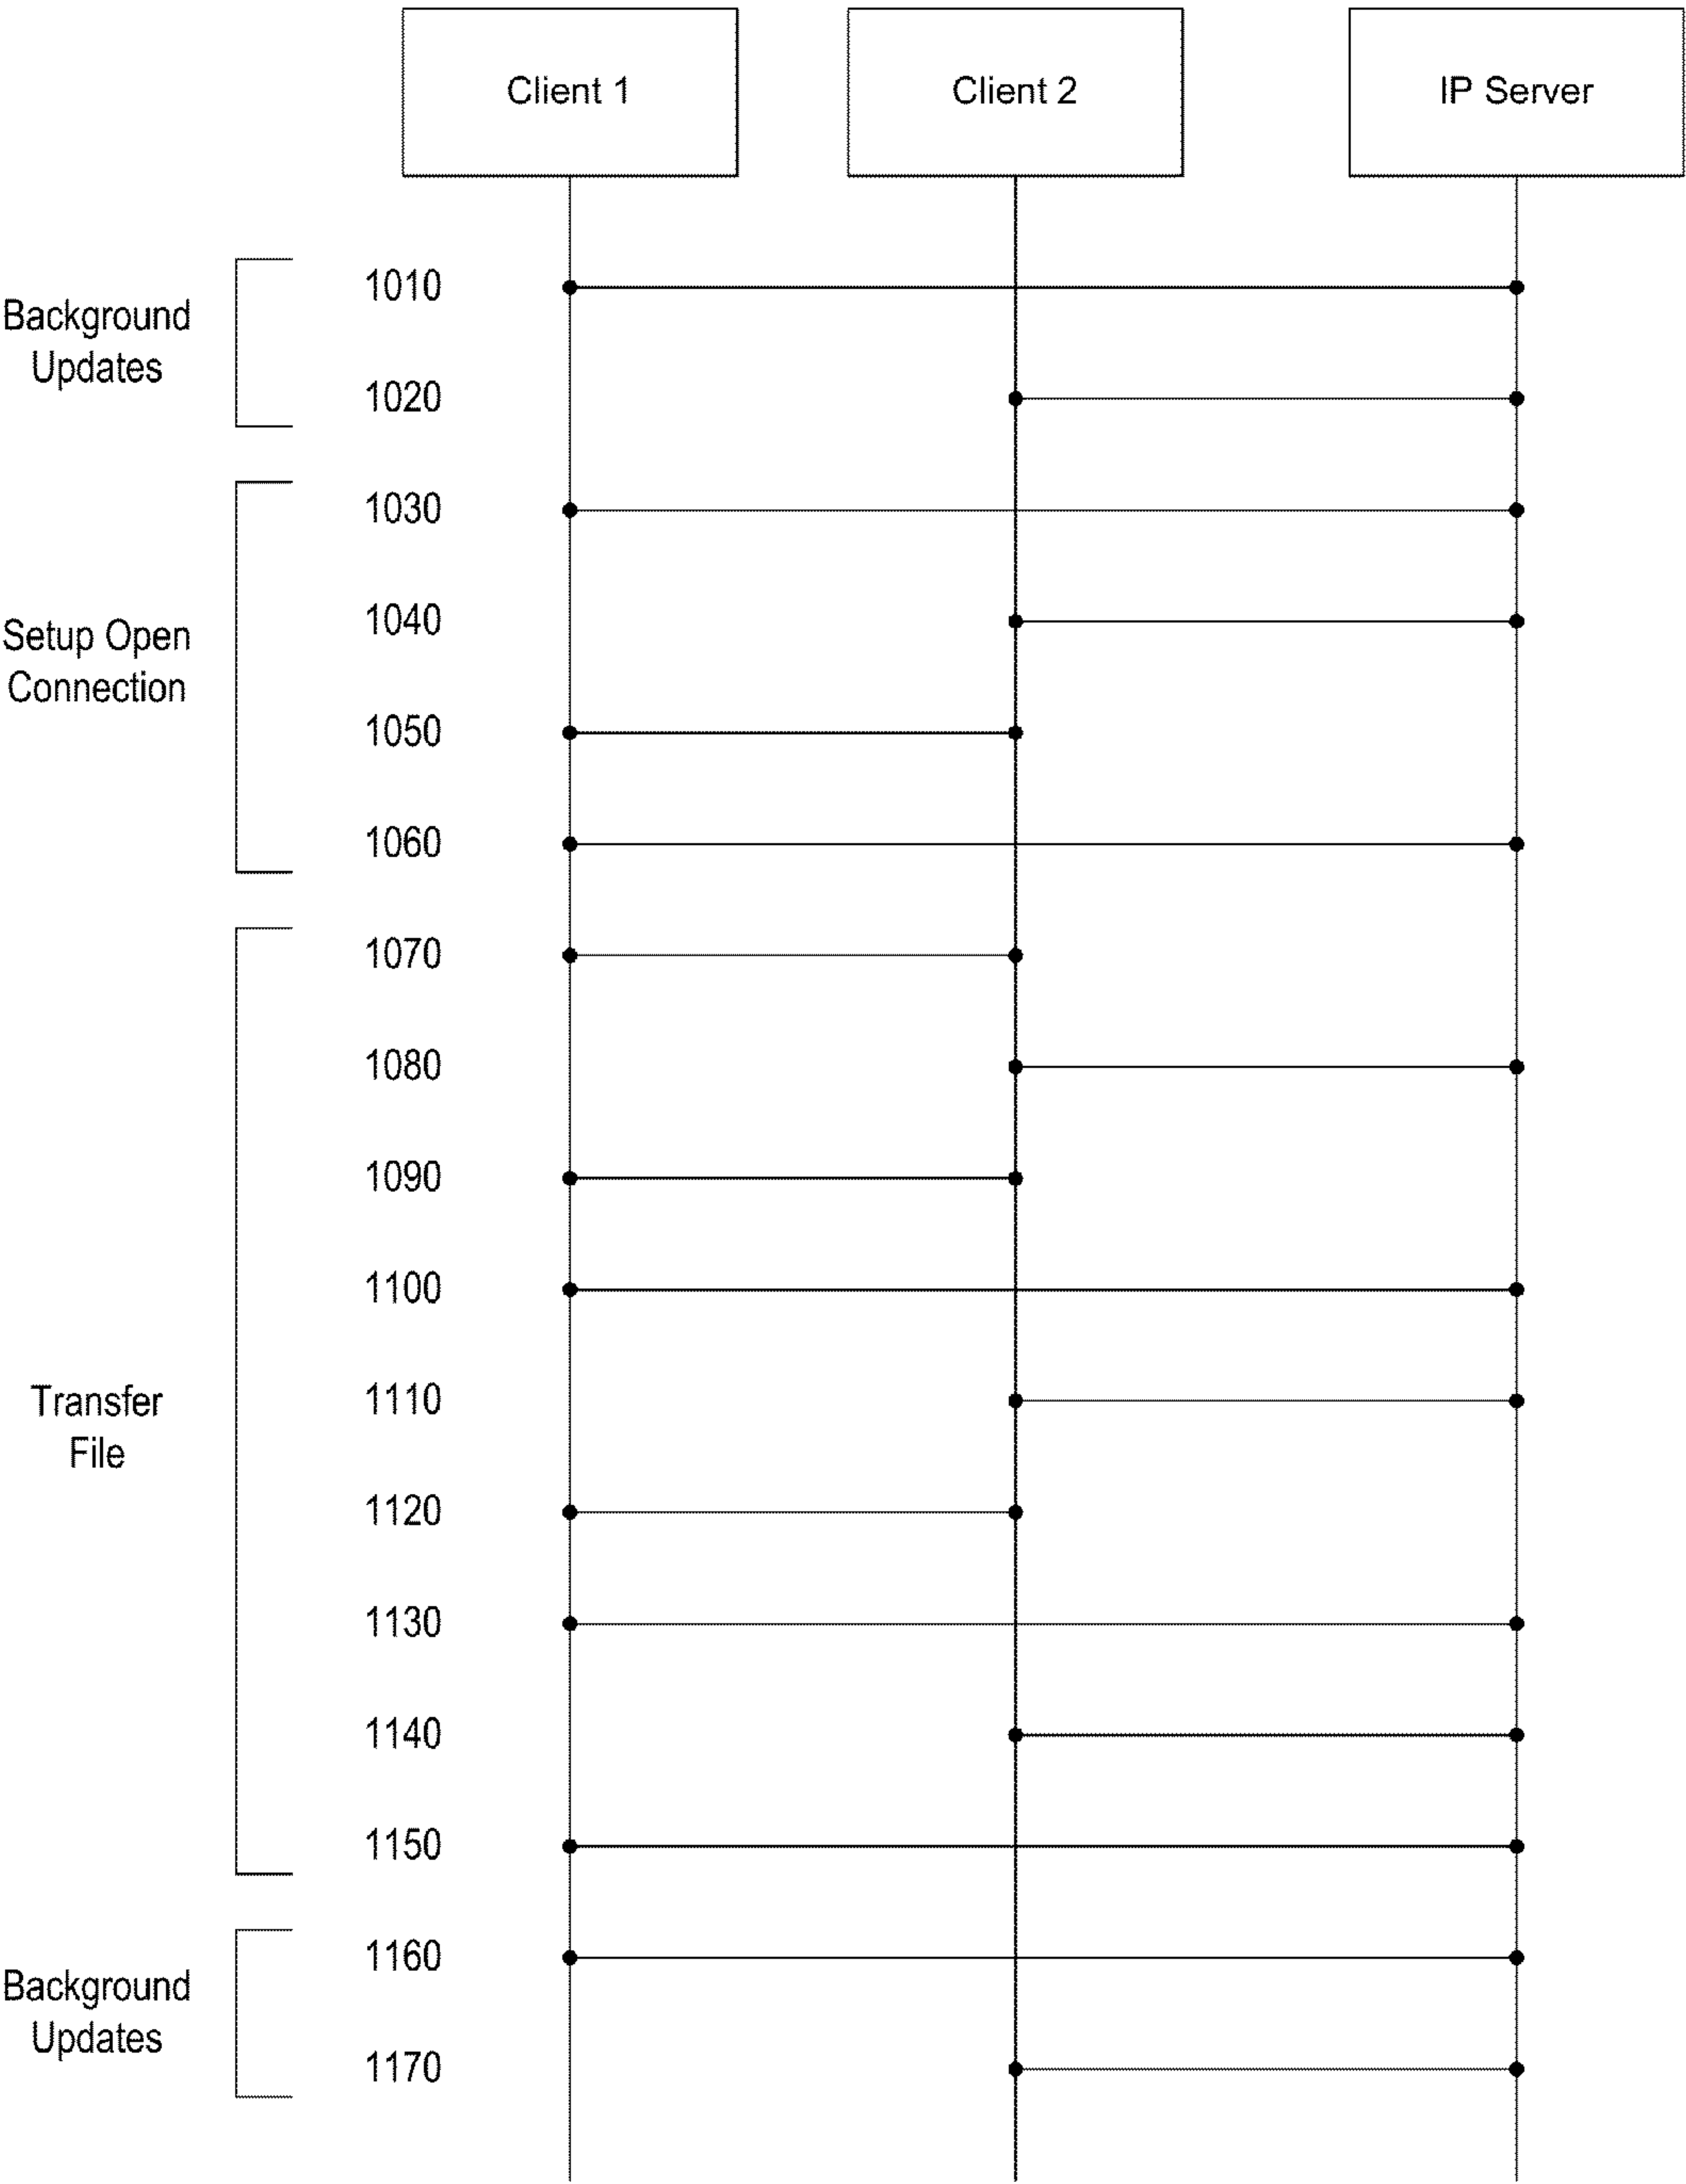 Client 1
Client 2
IP Server
1010
Background
Updates
1020
1030
1040
Setup Open
Connection
1050
1060
1070
1080
1090
1100
1110
Transfer
File
1120
1130
1140
1150
1160
Background
Updates
1170